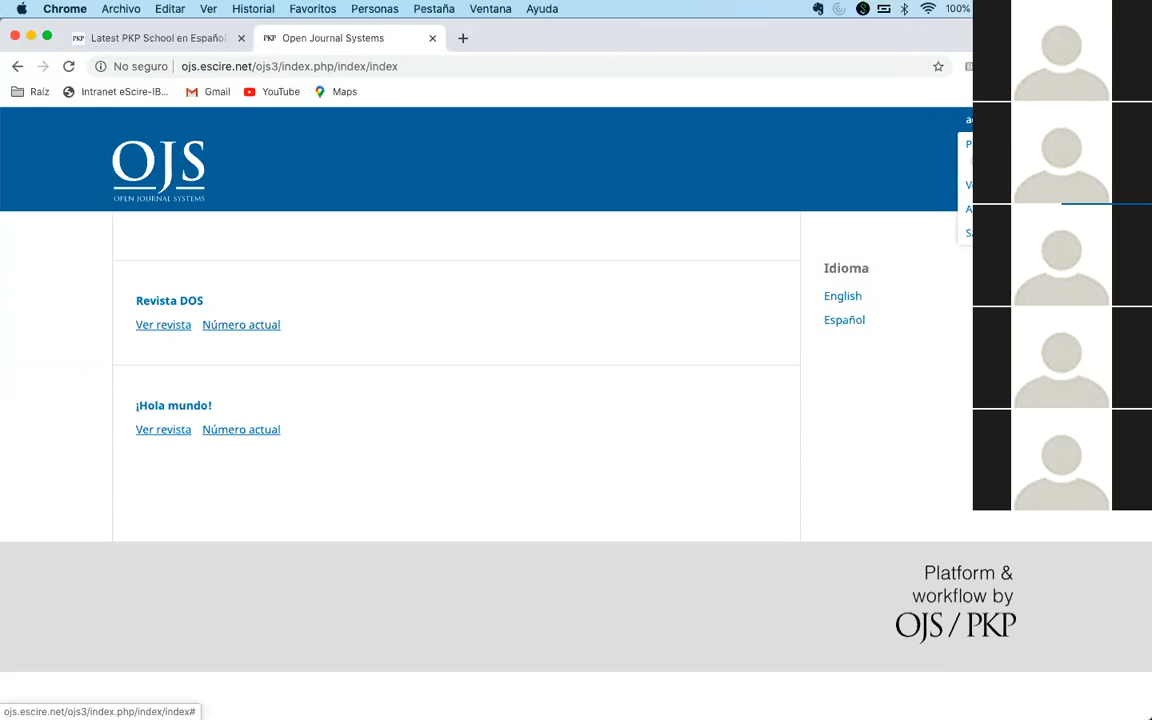 Chrome Archivo Editar Ver Historial Favoritos Personas Pestaña Ventana Ayuda 100%
PKP Latest PKP School en Español PKP Open Journal Systems
No seguro ojs.escire.net/ojs3/index.php/index/index
Raíz Intranet eScire-IB... Gmail YouTube Maps
OJS
OPEN JOURNAL SYSTEMS
Idioma
English
Español
Revista DOS
Ver revista Número actual
¡Hola mundo!
Ver revista Número actual
Platform &
workflow by
OJS / PKP
ojs.escire.net/ojs3/index.php/index/index#